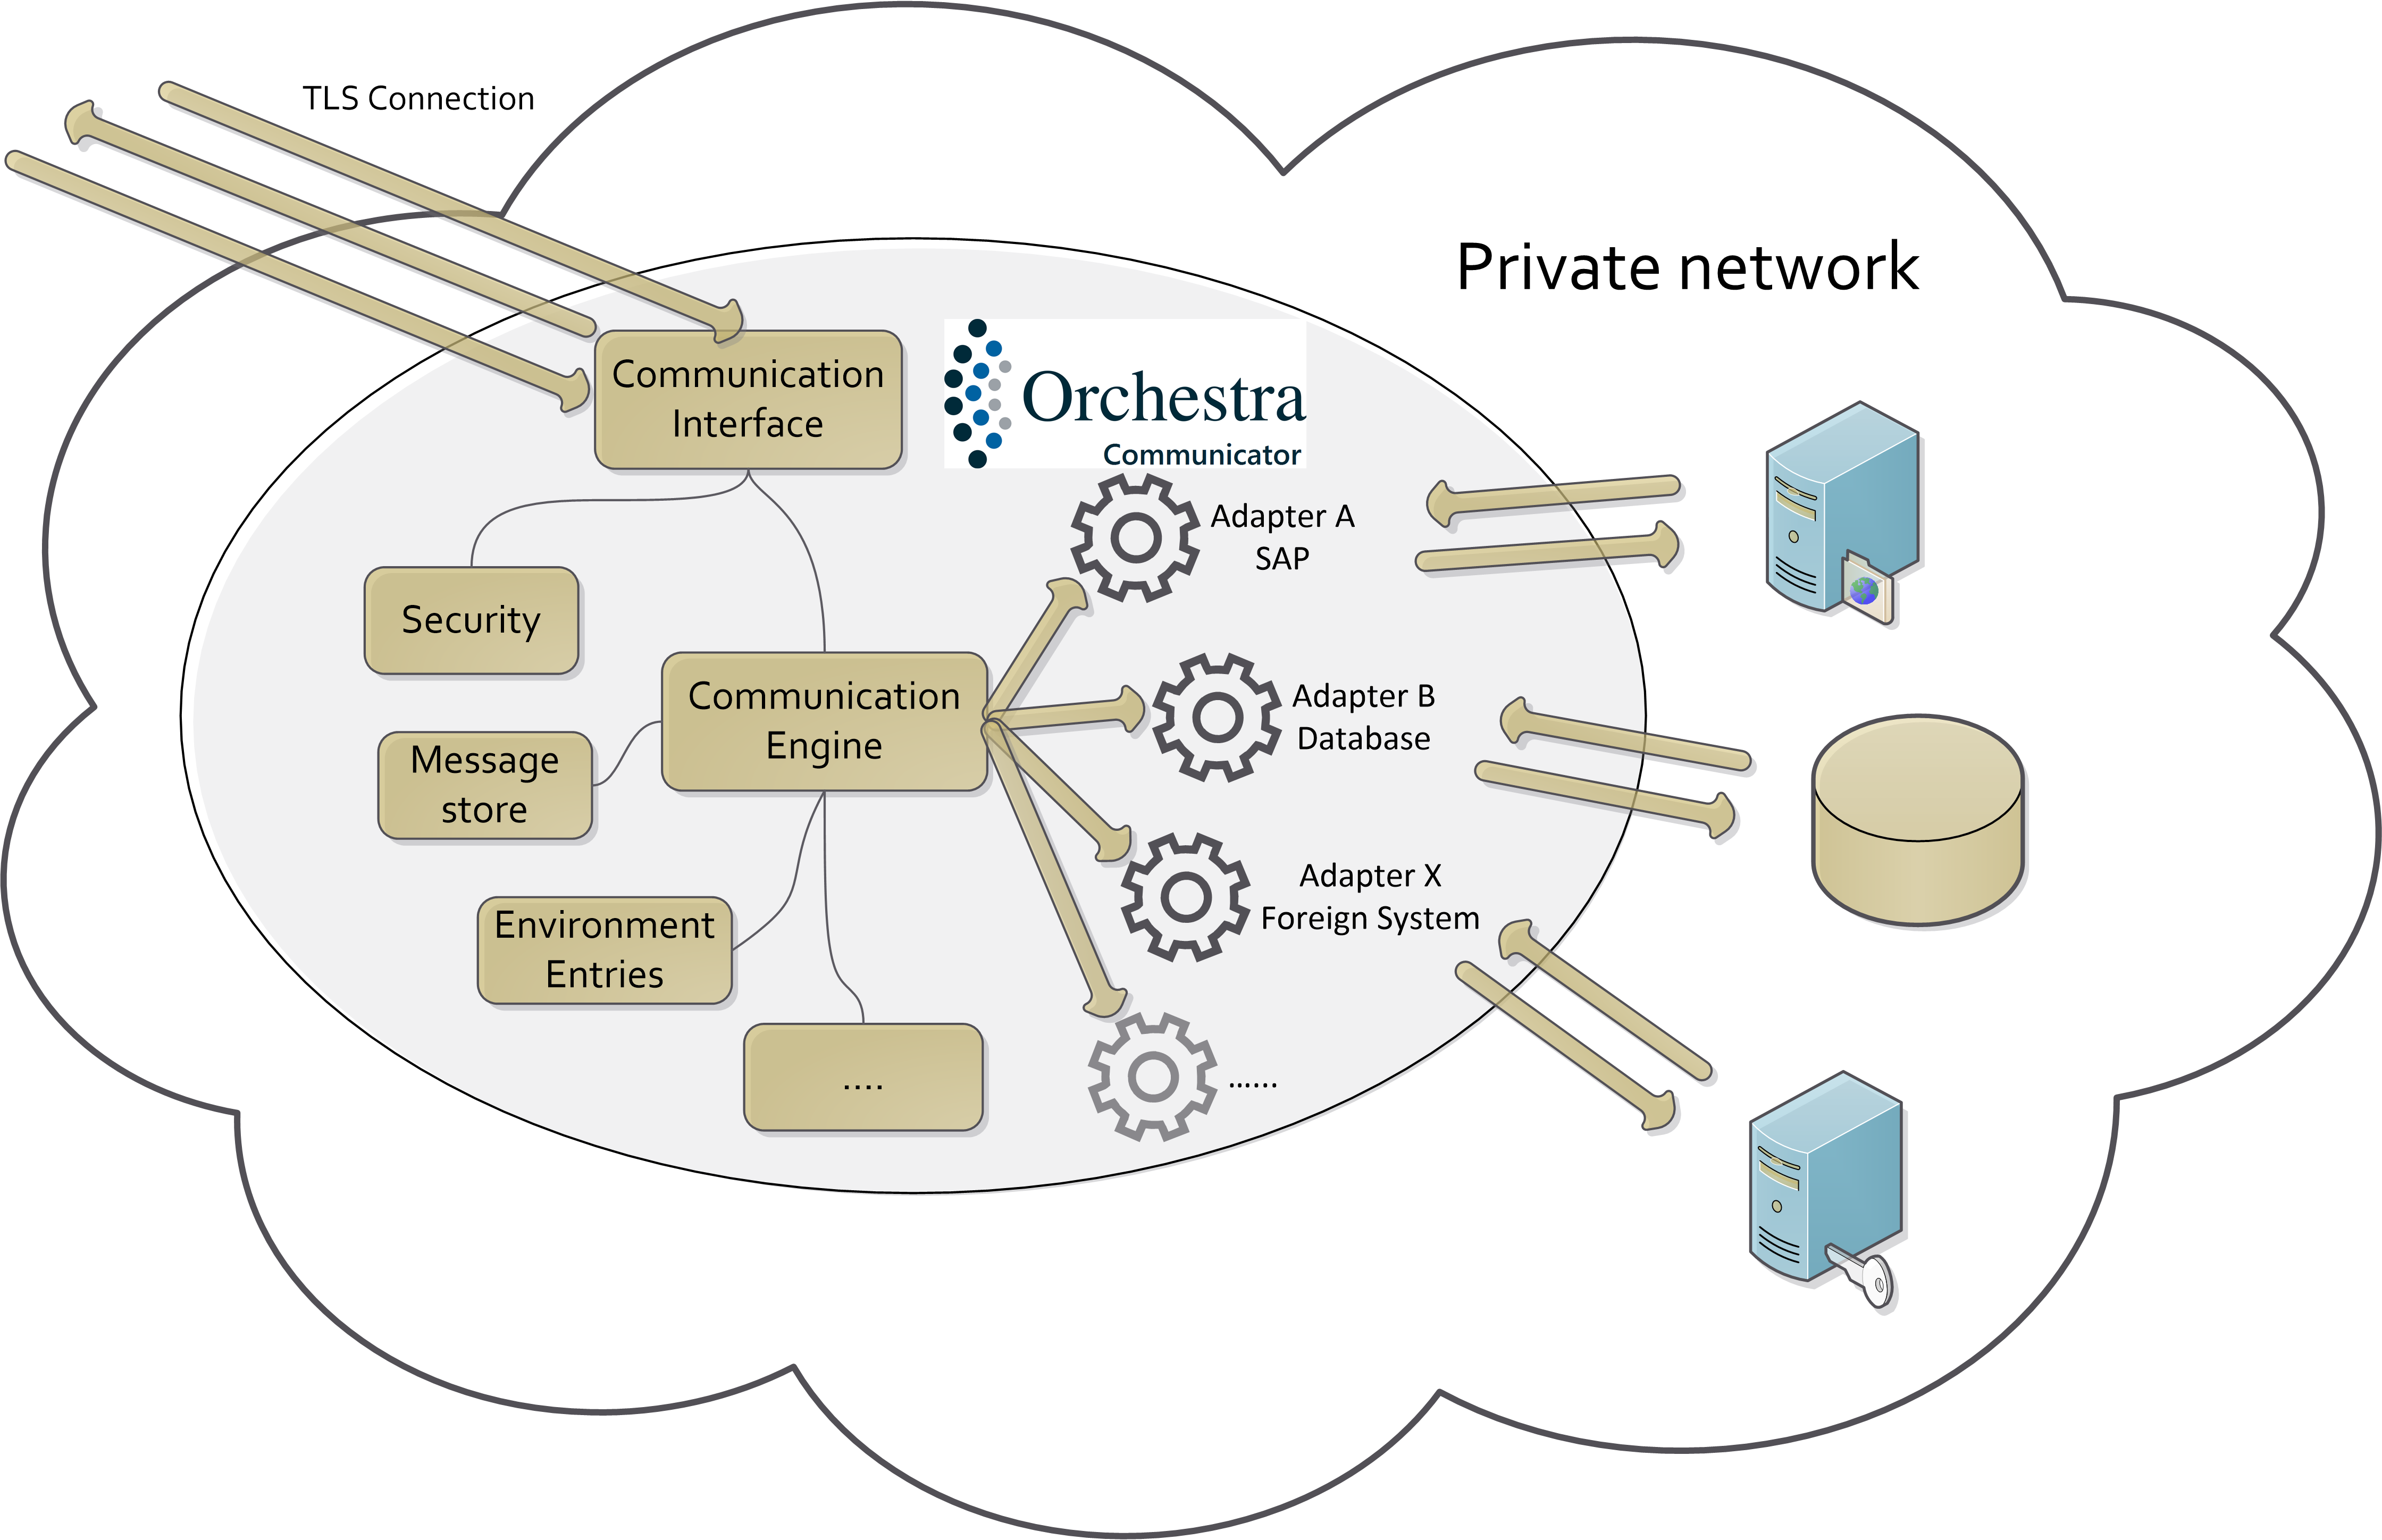 TLS Connection
Private network
Communication
Interface
Orchestra
Communicator
Adapter A
SAP
Security
Communication
Engine
Adapter B
Database
Message
store
Adapter X
Foreign System
Environment
Entries
....
......